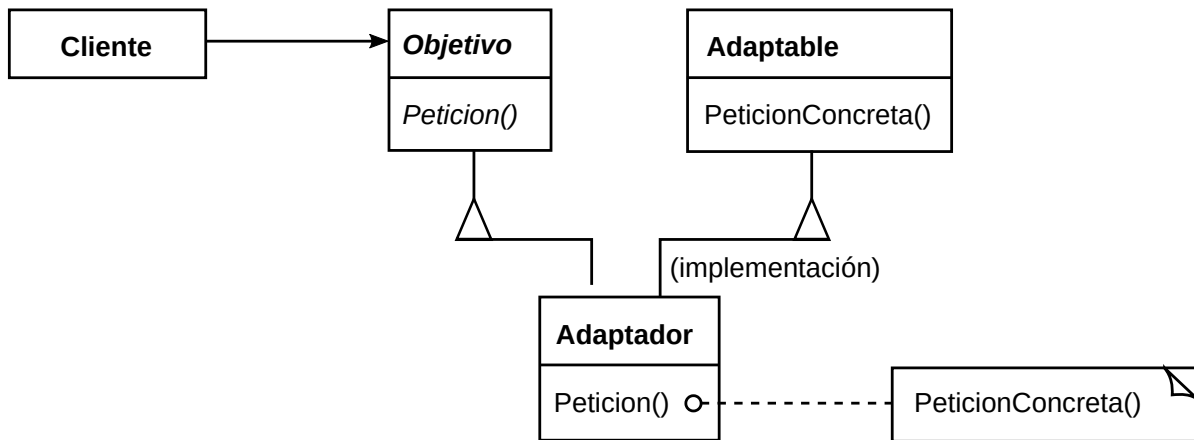 Cliente
Objetivo
Peticion()
Adaptable
PeticionConcreta()
(implementación)
Adaptador
Peticion()
PeticionConcreta()